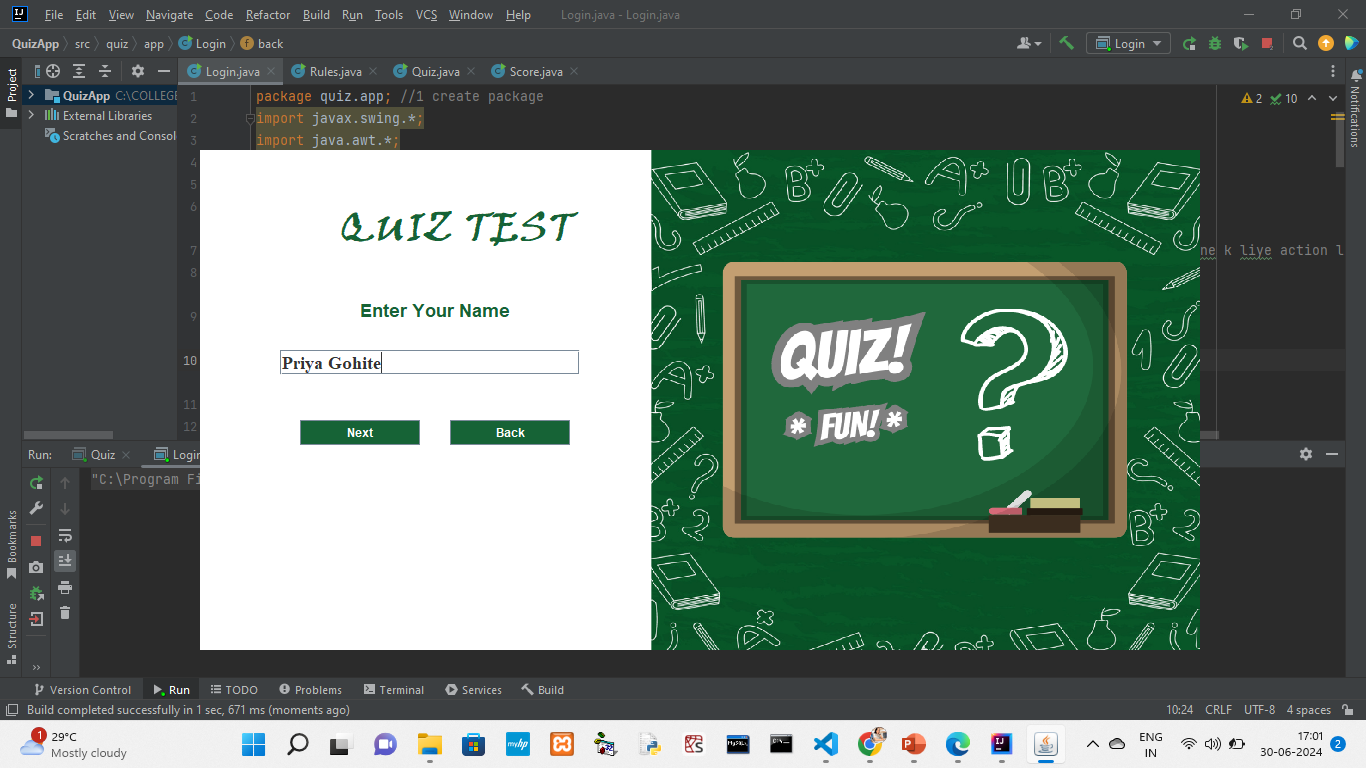 File Edit View Navigate Code Refactor Build Run Tools VCS Window Help Login.java - Login.java
QuizApp src quiz app Login back
Login
Project
Login.java Rules.java Quiz.java Score.java
QuizApp C:\COLLEGE
External Libraries
Scratches and Consol
1 package quiz.app; //1 create package
2 import javax.swing.*;
3 import java.awt.*;
4
5
6
7
8
9
10
11
12
2 10
Notifications
ne k liye action l
QUIZ TEST
Enter Your Name
Priya Gohite
Next Back
QUIZ!
* FUN! *
?
Run: Quiz Login
"C:\Program Fi
Bookmarks
Structure
Version Control Run TODO Problems Terminal Services Build
Build completed successfully in 1 sec, 671 ms (moments ago)
10:24 CRLF UTF-8 4 spaces
1
29°C
Mostly cloudy
ENG
IN
17:01
30-06-2024
2